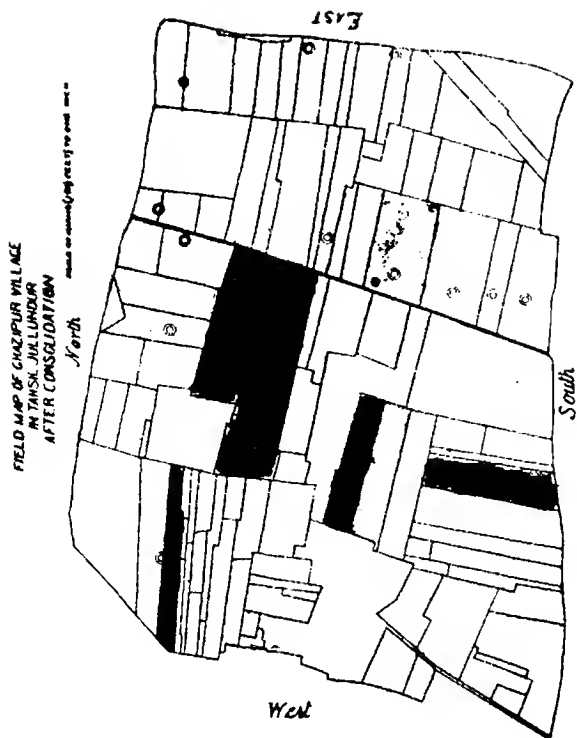 EAST
FIELD MAP OF GHAZIPUR VILLAGE
IN TAHSIL JULLUNDUR
AFTER CONSOLIDATION
North
South
West